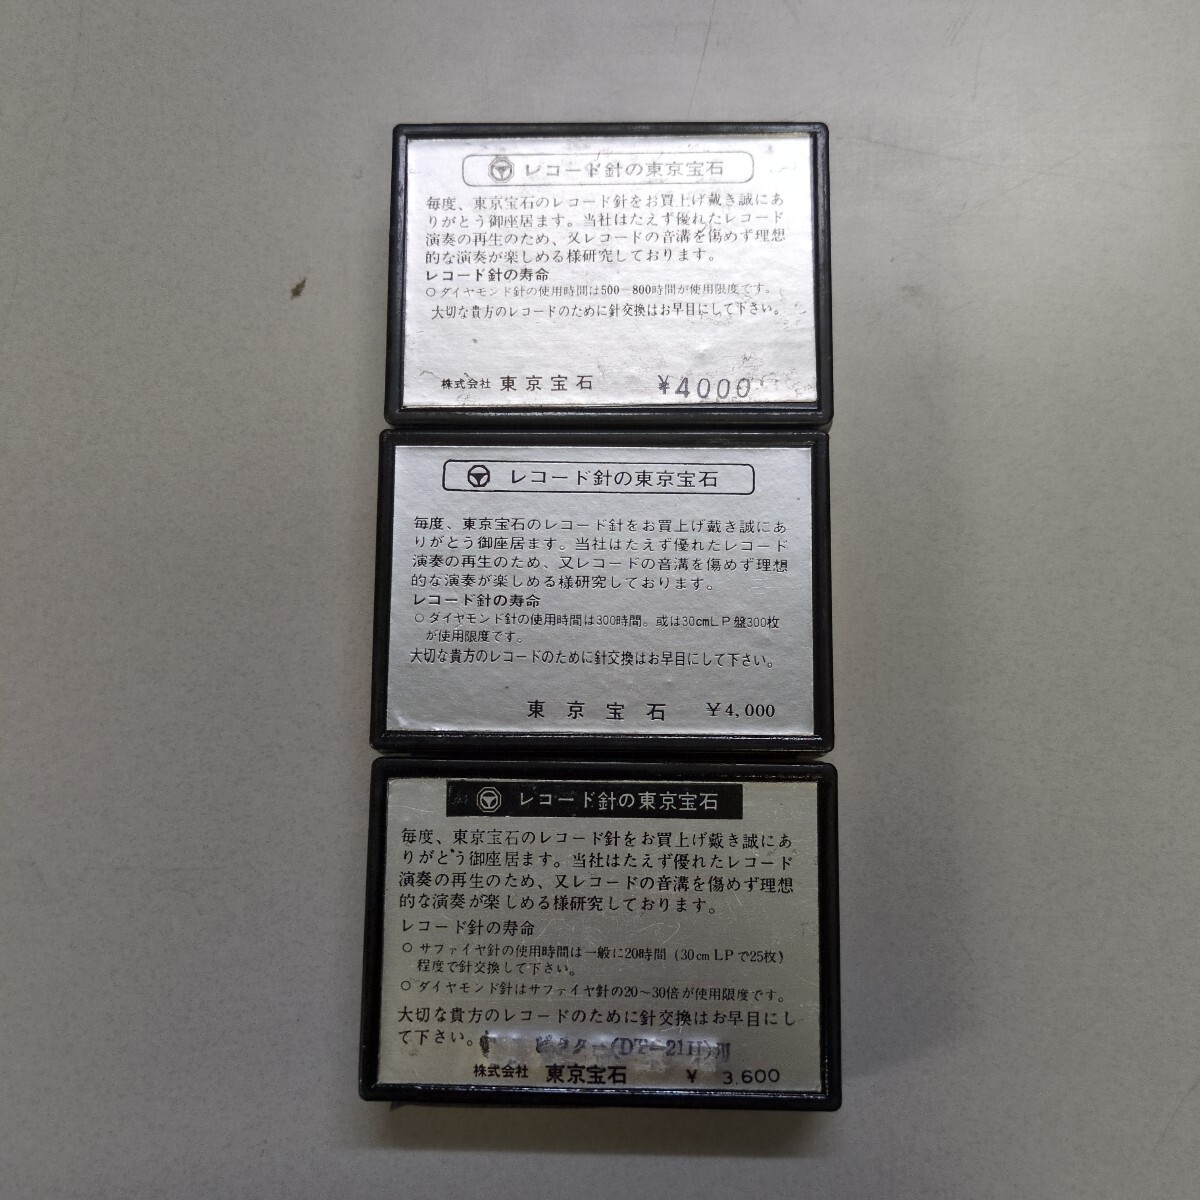 レコード針の東京宝石
毎度、東京宝石のレコード針をお買上げ戴き誠にあ
りがとう御座居ます。当社はたえず優れたレコード
演奏の再生のため、又レコードの音溝を傷めず理想
的な演奏が楽しめる様研究しております。
レコード針の寿命
○ダイヤモンド針の使用時間は500-800時間が使用限度です。
大切な貴方のレコードのために針交換はお早目にして下さい。
株式会社 東京宝石 ¥4000
レコード針の東京宝石
毎度、東京宝石のレコード針をお買上げ戴き誠にあ
りがとう御座居ます。当社はたえず優れたレコード
演奏の再生のため、又レコードの音溝を傷めず理想
的な演奏が楽しめる様研究しております。
レコード針の寿命
○ダイヤモンド針の使用時間は300時間。或は30cmLP盤300枚
が使用限度です。
大切な貴方のレコードのために針交換はお早目にして下さい。
東京宝石 ¥4,000
レコード針の東京宝石
毎度、東京宝石のレコード針をお買上げ戴き誠にあ
りがとう御座居ます。当社はたえず優れたレコード
演奏の再生のため、又レコードの音溝を傷めず理想
的な演奏が楽しめる様研究しております。
レコード針の寿命
○サファイヤ針の使用時間は一般に20時間(30cm LPで25枚)
程度で針交換して下さい。
○ダイヤモンド針はサファイヤ針の20〜30倍が使用限度です。
大切な貴方のレコードのために針交換はお早目にし
て下さい。 ビクター(DT-21H)用
株式会社 東京宝石 ¥ 3.600